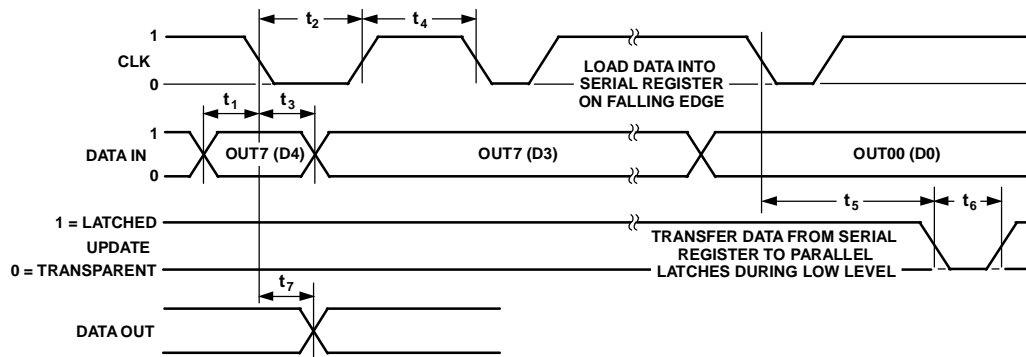 t2
t4
1
CLK
0
LOAD DATA INTO
SERIAL REGISTER
ON FALLING EDGE
t1
t3
1
DATA IN
0
OUT7 (D4)
OUT7 (D3)
OUT00 (D0)
t5
t6
1 = LATCHED
UPDATE
0 = TRANSPARENT
TRANSFER DATA FROM SERIAL
REGISTER TO PARALLEL
LATCHES DURING LOW LEVEL
t7
DATA OUT